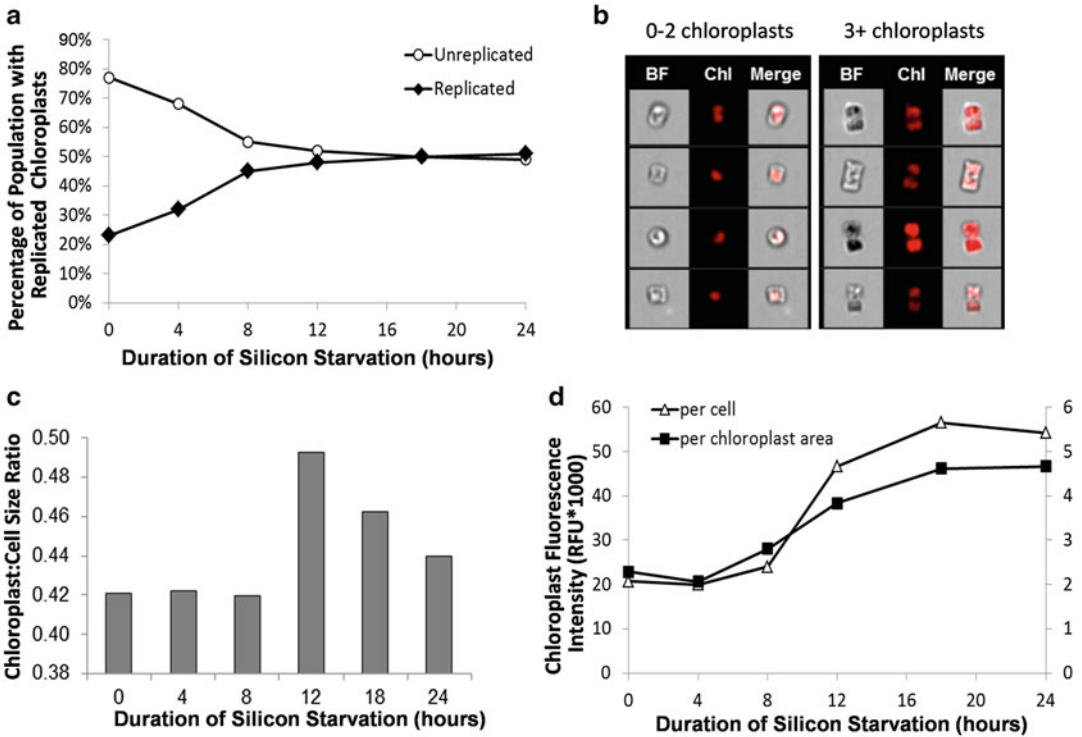 a
Percentage of Population with
Replicated Chloroplasts
90%
80%
70%
60%
50%
40%
30%
20%
10%
0%
Unreplicated
Replicated
0 4 8 12 16 20 24
Duration of Silicon Starvation (hours)
b
0-2 chloroplasts 3+ chloroplasts
BF Chl Merge BF Chl Merge
c
Chloroplast:Cell Size Ratio
0.50
0.48
0.46
0.44
0.42
0.40
0.38
0 4 8 12 18 24
Duration of Silicon Starvation (hours)
d
Chloroplast Fluorescence
Intensity (RFU*1000)
60
50
40
30
20
10
0
per cell
per chloroplast area
6
5
4
3
2
1
0
0 4 8 12 16 20 24
Duration of Silicon Starvation (hours)